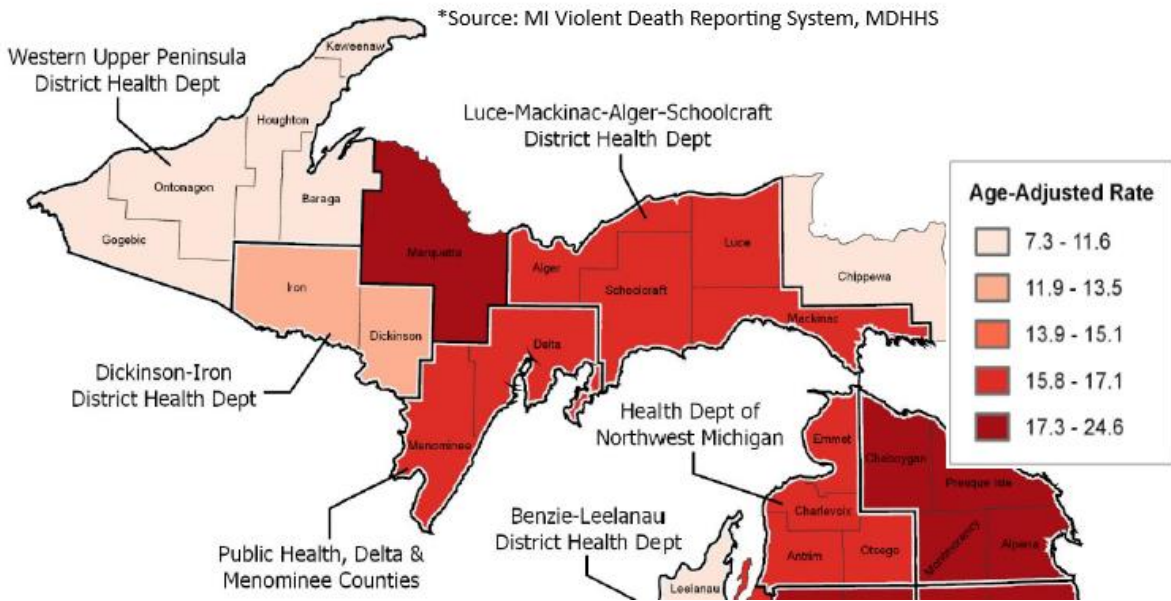 *Source: MI Violent Death Reporting System, MDHHS
Western Upper Peninsula
District Health Dept
Keweenaw
Houghton
Ontonagon
Baraga
Gogebic
Luce-Mackinac-Alger-Schoolcraft
District Health Dept
Marquette
Alger
Luce
Schoolcraft
Chippewa
Mackinac
Iron
Dickinson
Delta
Menominee
Dickinson-Iron
District Health Dept
Public Health, Delta &
Menominee Counties
Age-Adjusted Rate
7.3 - 11.6
11.9 - 13.5
13.9 - 15.1
15.8 - 17.1
17.3 - 24.6
Health Dept of
Northwest Michigan
Emmet
Cheboygan
Presque Isle
Charlevoix
Antrim
Otsego
Montmorency
Alpena
Benzie-Leelanau
District Health Dept
Leelanau